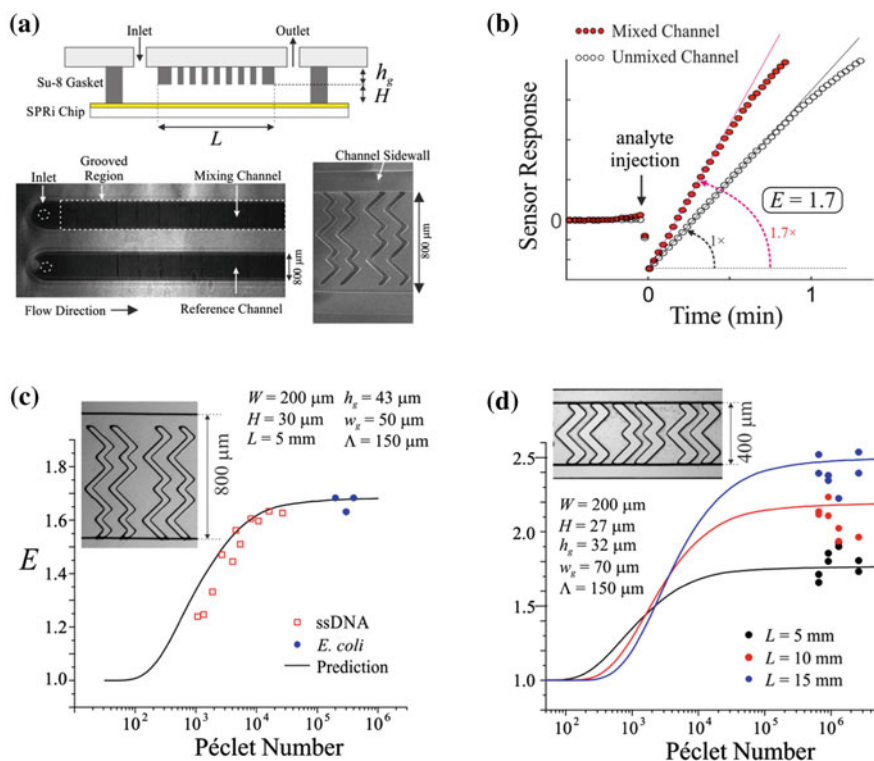 (a)
Inlet
Outlet
Su-8 Gasket
h_g
H
SPRi Chip
L
Grooved
Region
Inlet
Mixing Channel
Channel Sidewall
800 μm
800 μm
Flow Direction
Reference Channel
(b)
Mixed Channel
Unmixed Channel
Sensor Response
analyte
injection
E = 1.7
1.7×
1×
0
0
1
Time (min)
(c)
W = 200 μm h_g = 43 μm
H = 30 μm w_g = 50 μm
L = 5 mm Λ = 150 μm
800 μm
E
1.8
1.6
1.4
1.2
1.0
ssDNA
E. coli
Prediction
10² 10³ 10⁴ 10⁵ 10⁶
Péclet Number
(d)
400 μm
W = 200 μm
H = 27 μm
h_g = 32 μm
w_g = 70 μm
Λ = 150 μm
2.5
2.0
1.5
1.0
L = 5 mm
L = 10 mm
L = 15 mm
10² 10³ 10⁴ 10⁵ 10⁶
Péclet Number